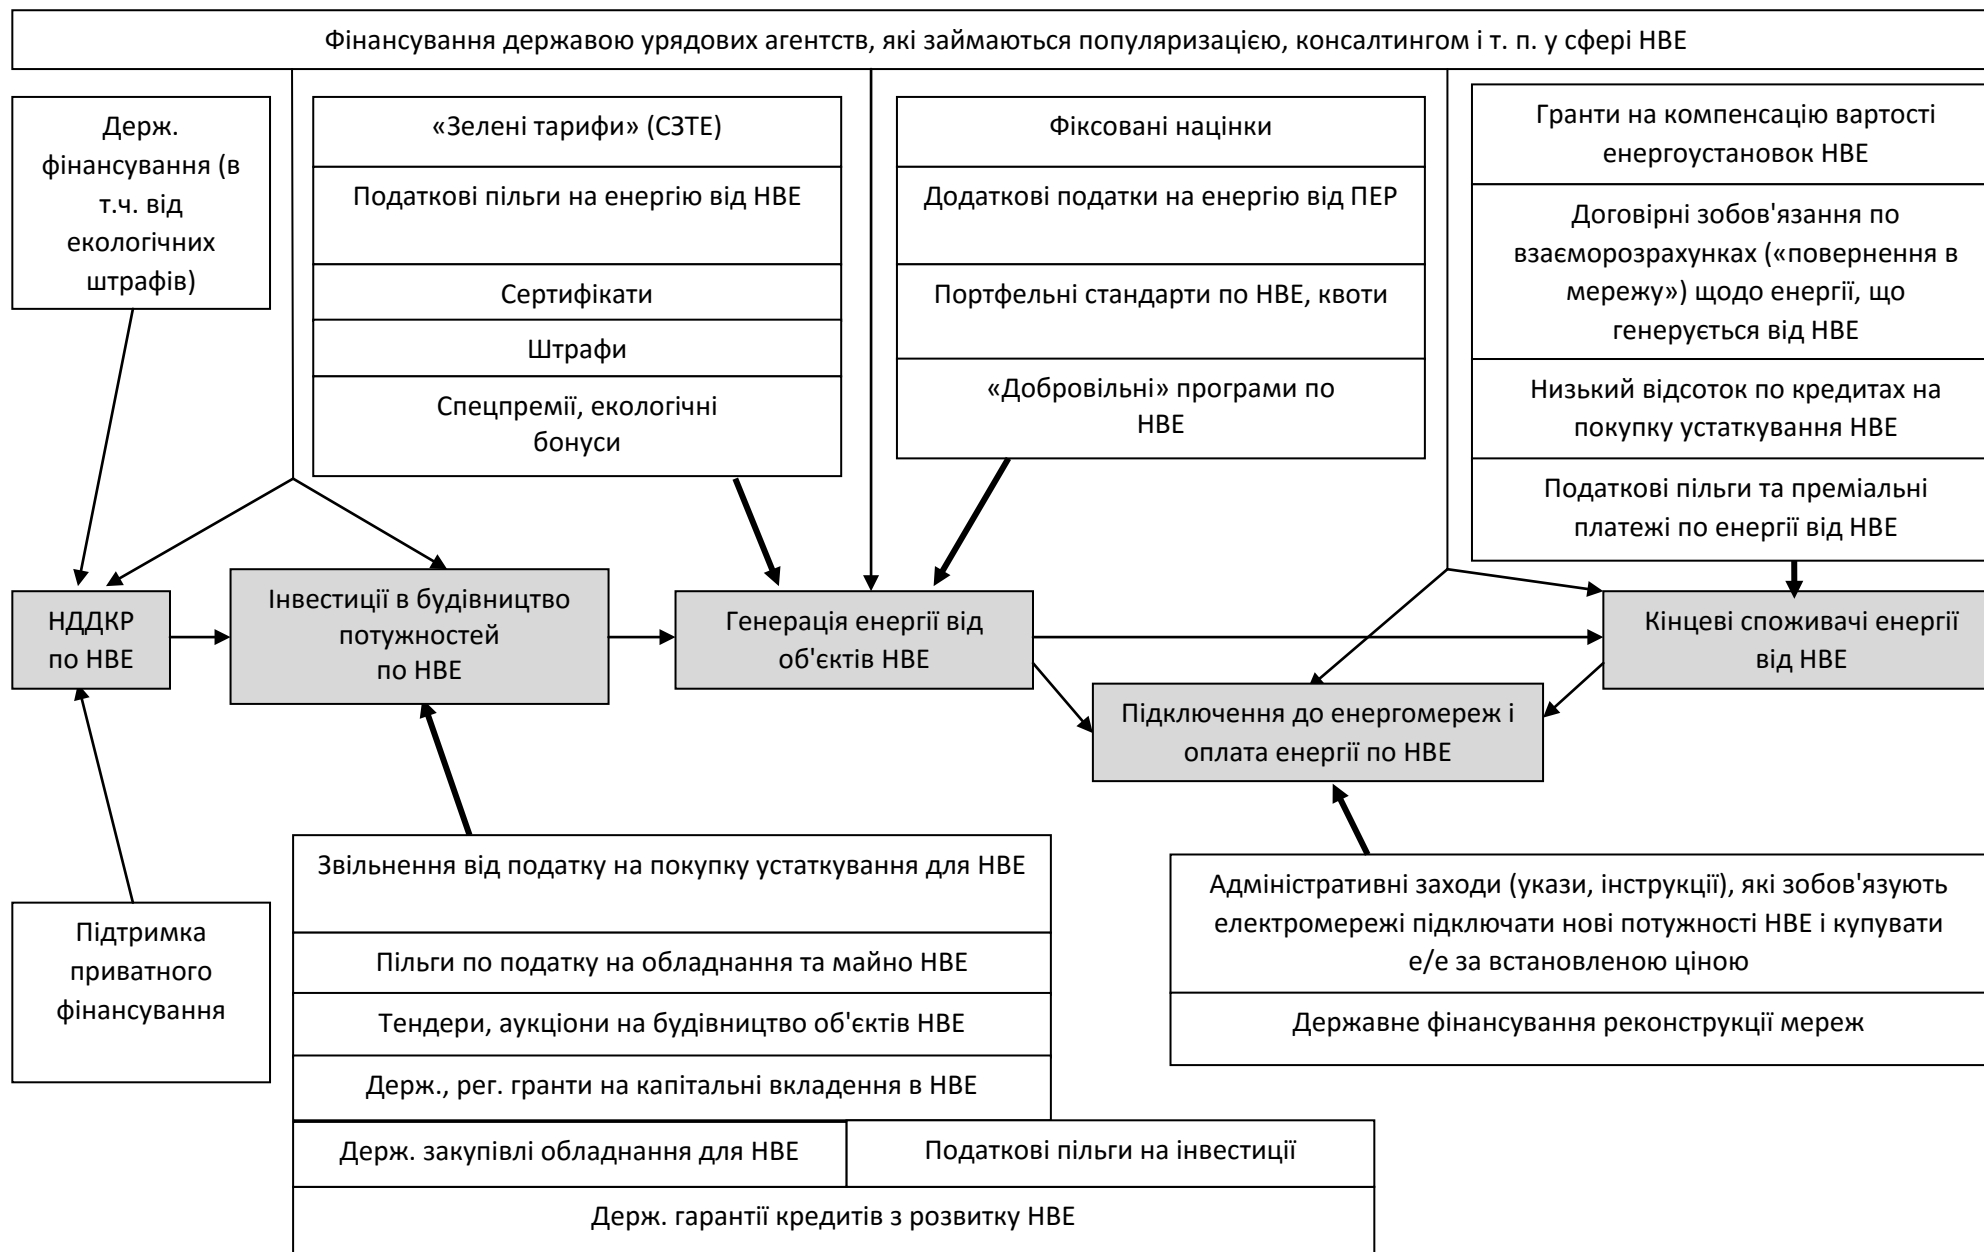 Фінансування державою урядових агентств, які займаються популяризацією, консалтингом і т. п. у сфері НВЕ
Держ.
фінансування (в
т.ч. від
екологічних
штрафів)
«Зелені тарифи» (СЗТЕ)
Податкові пільги на енергію від НВЕ
Сертифікати
Штрафи
Спецпремії, екологічні
бонуси
Фіксовані націнки
Додаткові податки на енергію від ПЕР
Портфельні стандарти по НВЕ, квоти
«Добровільні» програми по
НВЕ
Гранти на компенсацію вартості
енергоустановок НВЕ
Договірні зобов'язання по
взаєморозрахунках («повернення в
мережу») щодо енергії, що
генерується від НВЕ
Низький відсоток по кредитах на
покупку устаткування НВЕ
Податкові пільги та преміальні
платежі по енергії від НВЕ
НДДКР
по НВЕ
Інвестиції в будівництво
потужностей
по НВЕ
Генерація енергії від
об'єктів НВЕ
Кінцеві споживачі енергії
від НВЕ
Підключення до енергомереж і
оплата енергії по НВЕ
Підтримка
приватного
фінансування
Звільнення від податку на покупку устаткування для НВЕ
Пільги по податку на обладнання та майно НВЕ
Тендери, аукціони на будівництво об'єктів НВЕ
Держ., рег. гранти на капітальні вкладення в НВЕ
Держ. закупівлі обладнання для НВЕ
Податкові пільги на інвестиції
Держ. гарантії кредитів з розвитку НВЕ
Адміністративні заходи (укази, інструкції), які зобов'язують
електромережі підключати нові потужності НВЕ і купувати
е/е за встановленою ціною
Державне фінансування реконструкції мереж